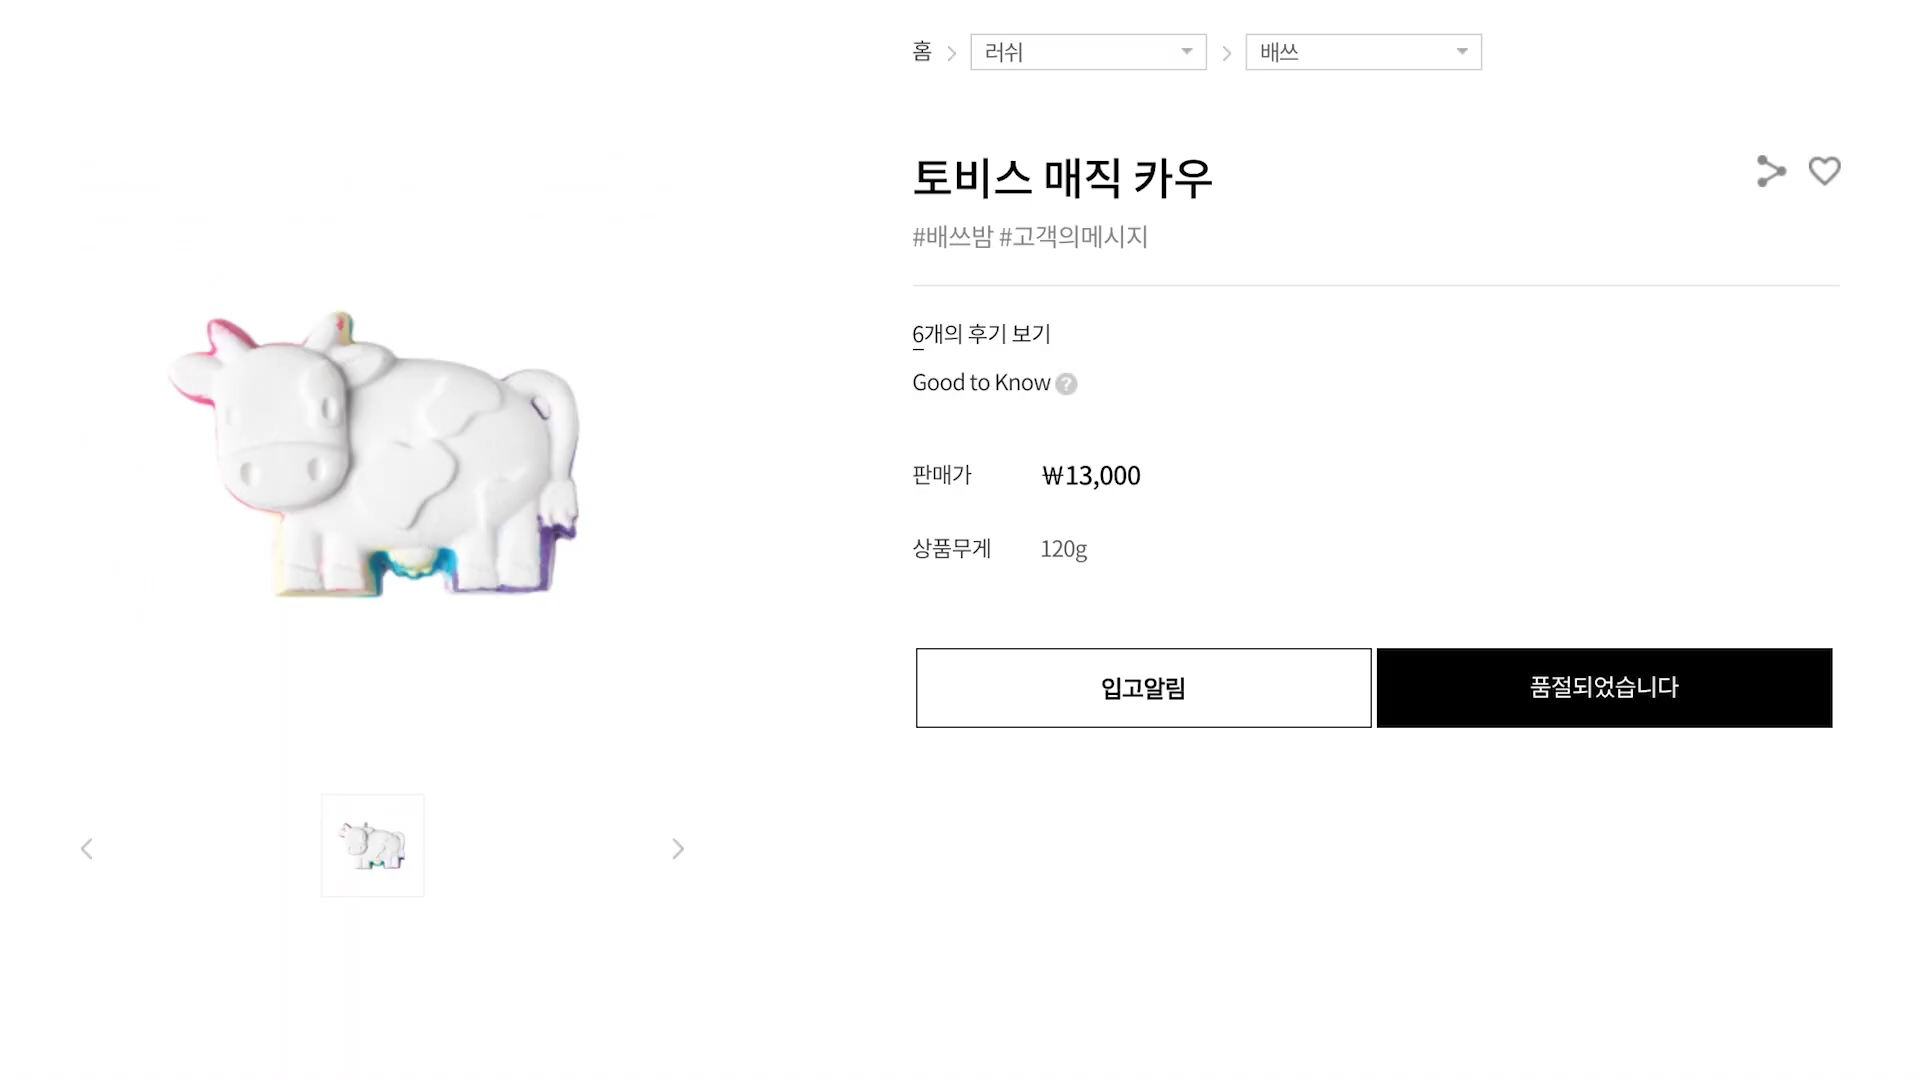 홈 러쉬 배쓰
토비스 매직 카우
#배쓰밤 #고객의메시지
6개의 후기 보기
Good to Know ?
판매가 ₩13,000
상품무게 120g
입고알림 품절되었습니다